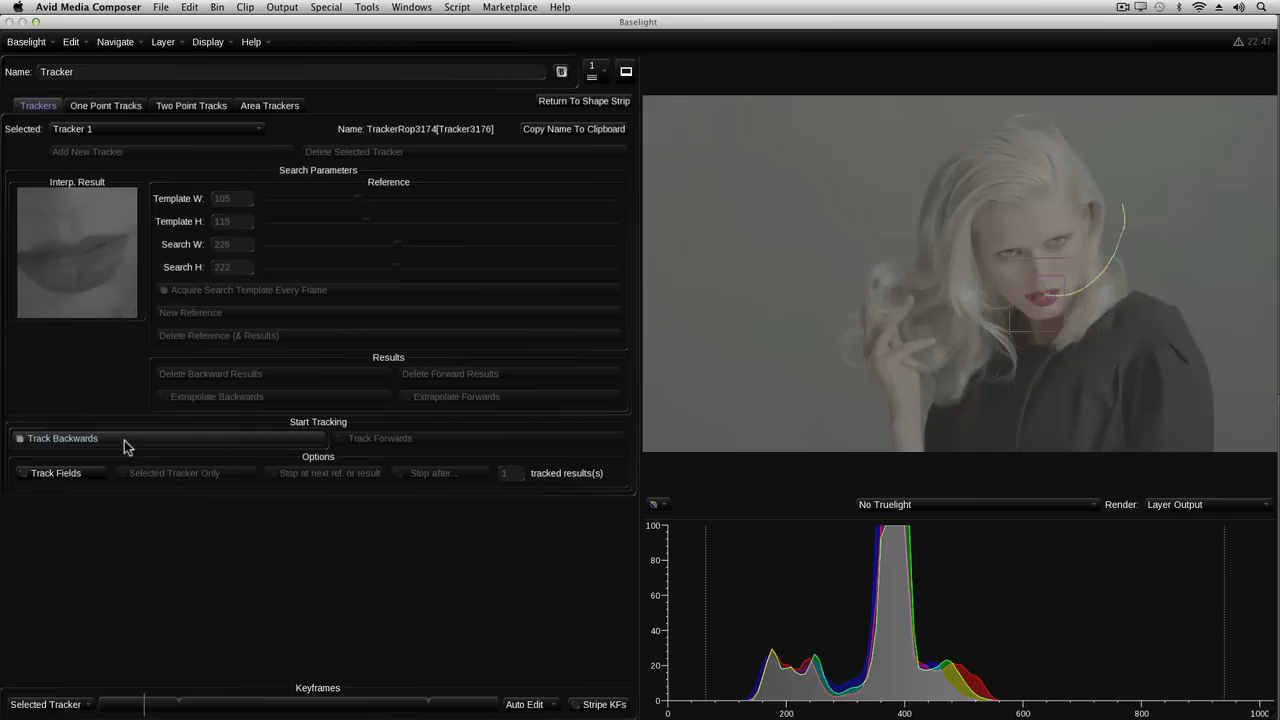 Avid Media Composer File Edit Bin Clip Output Special Tools Windows Script Marketplace Help
Baselight
Baselight Edit Navigate Layer Display Help 22:47
Name: Tracker B 1
Trackers One Point Tracks Two Point Tracks Area Trackers Return To Shape Strip
Selected: Tracker 1 Name: TrackerRop3174[Tracker3176] Copy Name To Clipboard
Add New Tracker Delete Selected Tracker
Search Parameters
Interp. Result Reference
Template W: 105
Template H: 115
Search W: 226
Search H: 222
Acquire Search Template Every Frame
New Reference
Delete Reference (& Results)
Results
Delete Backward Results Delete Forward Results
Extrapolate Backwards Extrapolate Forwards
Start Tracking
Track Backwards Track Forwards
Options
Track Fields Selected Tracker Only Stop at next ref. or result Stop after... 1 tracked results(s)
No Truelight Render: Layer Output
100
80
60
40
20
0
0 200 400 600 800 1000
Keyframes
Selected Tracker Auto Edit Stripe KFs